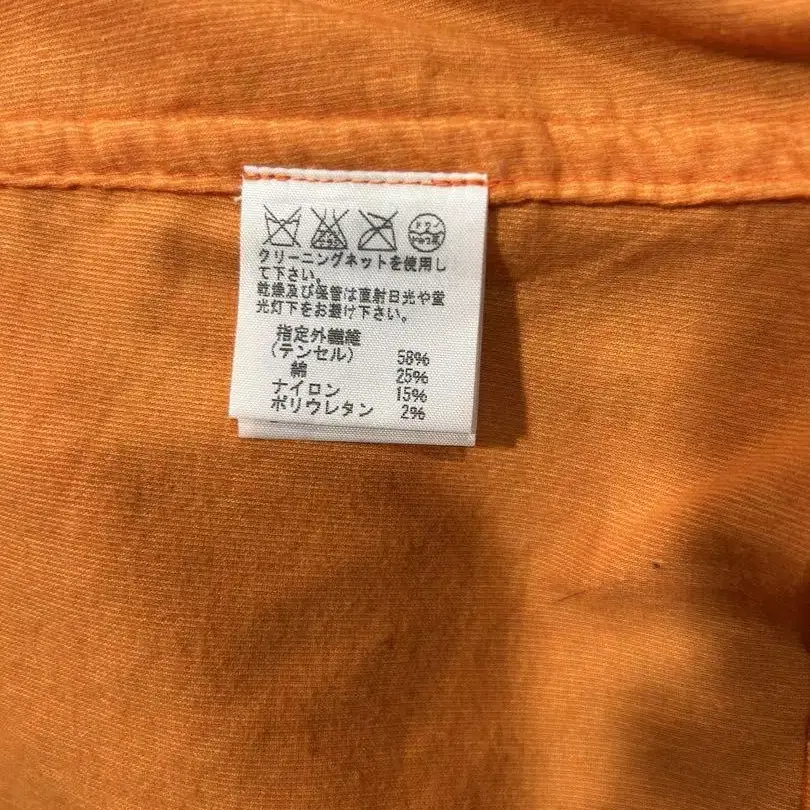 ドライ
クリーニングネットを使用し
て下さい。
乾燥及び保管は直射日光や蛍
光灯下をお避け下さい。
指定外繊維
(テンセル) 58%
綿 25%
ナイロン 15%
ポリウレタン 2%